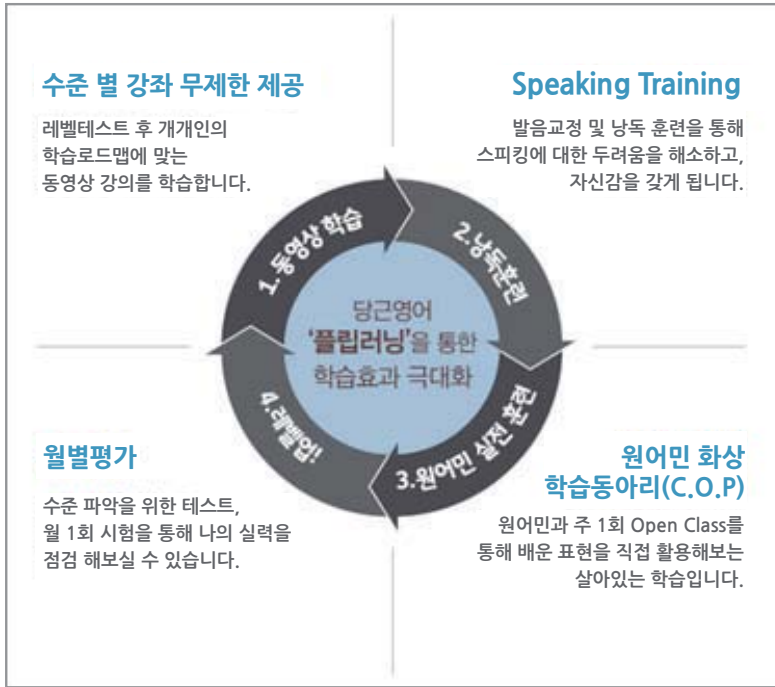 수준 별 강좌 무제한 제공
레벨테스트 후 개개인의
학습로드맵에 맞는
동영상 강의를 학습합니다.
Speaking Training
발음교정 및 낭독 훈련을 통해
스피킹에 대한 두려움을 해소하고,
자신감을 갖게 됩니다.
1.동영상 학습
2.낭독훈련
당근영어
'플립러닝'을 통한
학습효과 극대화
4.레벨업!
3.원어민 실전 훈련
월별평가
수준 파악을 위한 테스트,
월 1회 시험을 통해 나의 실력을
점검 해보실 수 있습니다.
원어민 화상
학습동아리(C.O.P)
원어민과 주 1회 Open Class를
통해 배운 표현을 직접 활용해보는
살아있는 학습입니다.